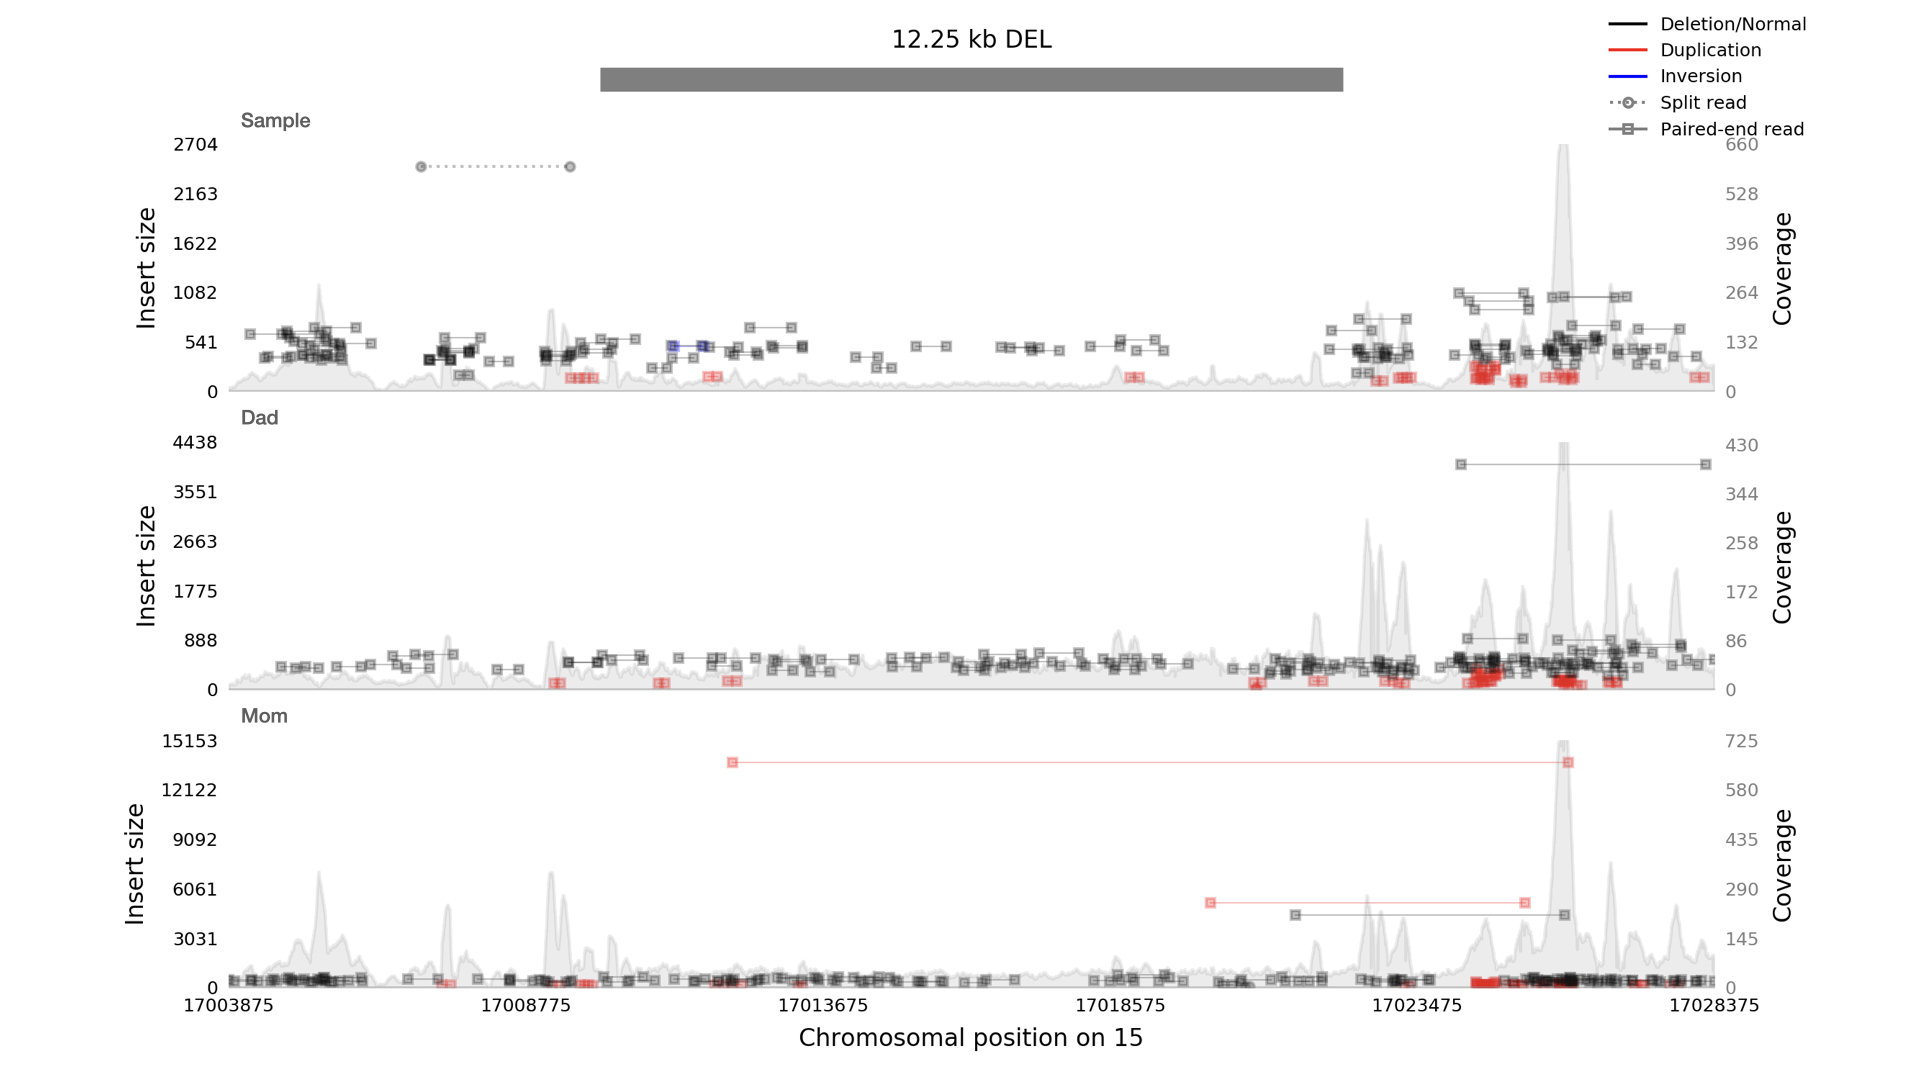 12.25 kb DEL
Deletion/Normal
Duplication
Inversion
Split read
Paired-end read
Sample
2704
2163
1622
1082
541
0
Insert size
660
528
396
264
132
0
Coverage
Dad
4438
3551
2663
1775
888
0
Insert size
430
344
258
172
86
0
Coverage
Mom
15153
12122
9092
6061
3031
0
Insert size
725
580
435
290
145
0
Coverage
17003875 17008775 17013675 17018575 17023475 17028375
Chromosomal position on 15